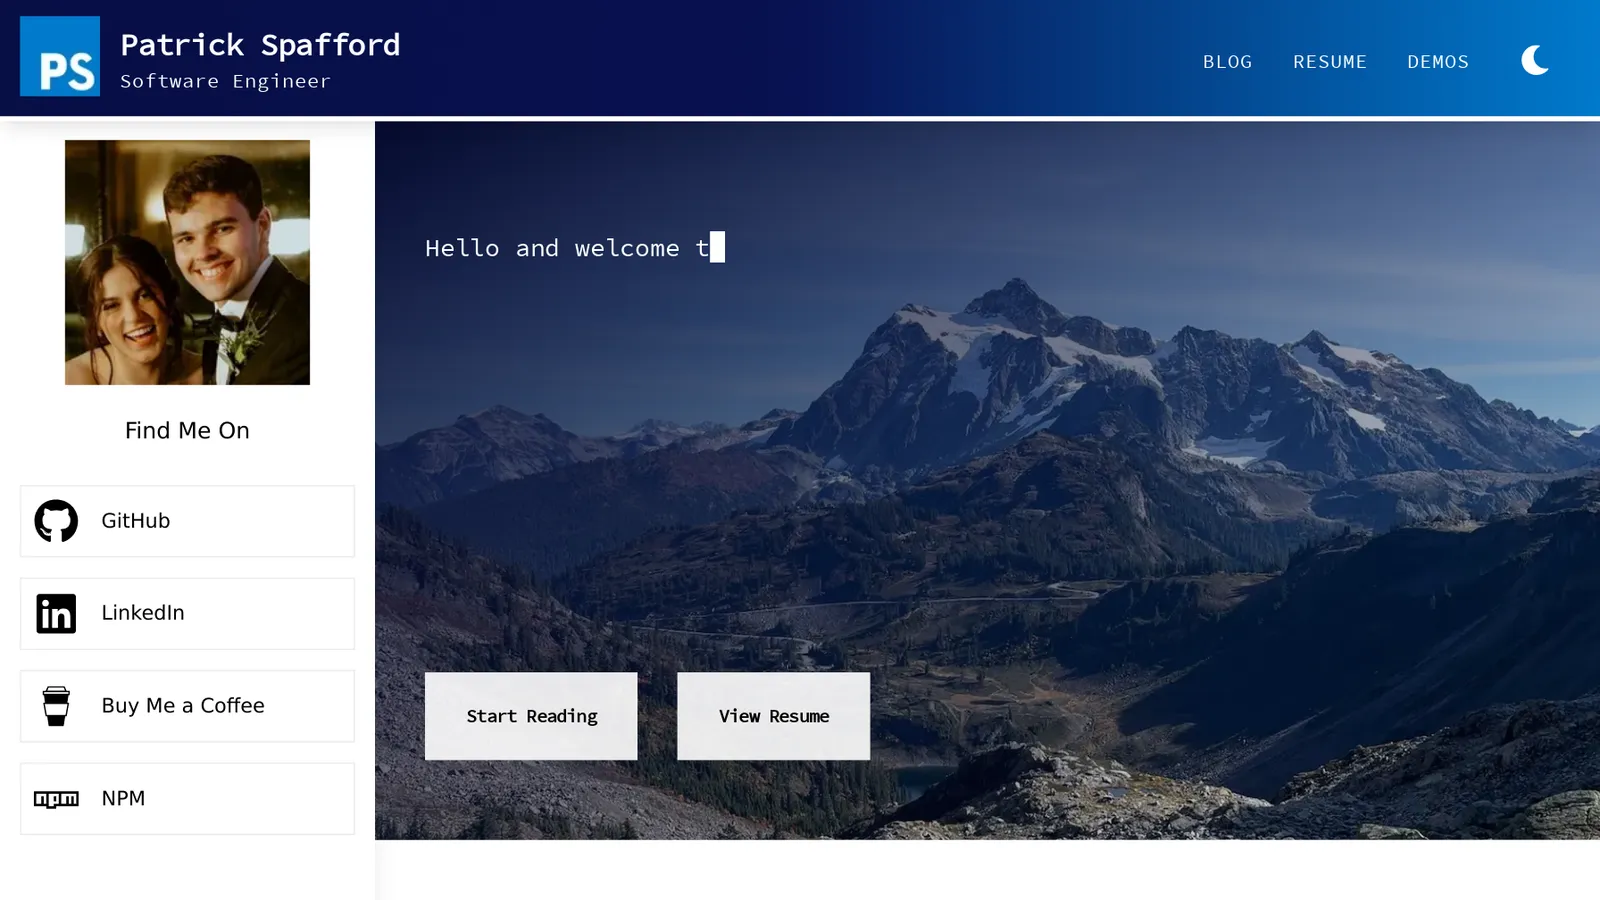 PS
Patrick Spafford
Software Engineer
BLOG
RESUME
DEMOS
Find Me On
GitHub
in
LinkedIn
Buy Me a Coffee
npm
NPM
Hello and welcome t
Start Reading
View Resume